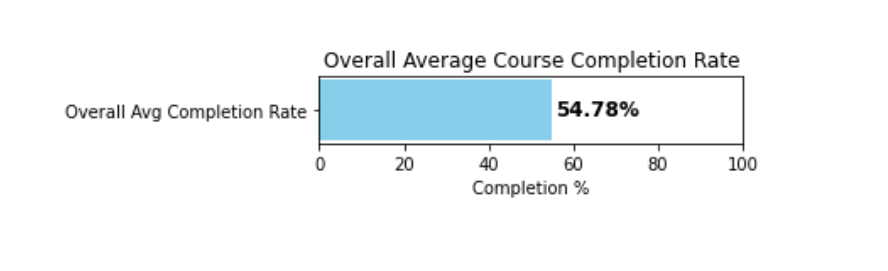 Overall Average Course Completion Rate
Overall Avg Completion Rate
54.78%
0 20 40 60 80 100
Completion %